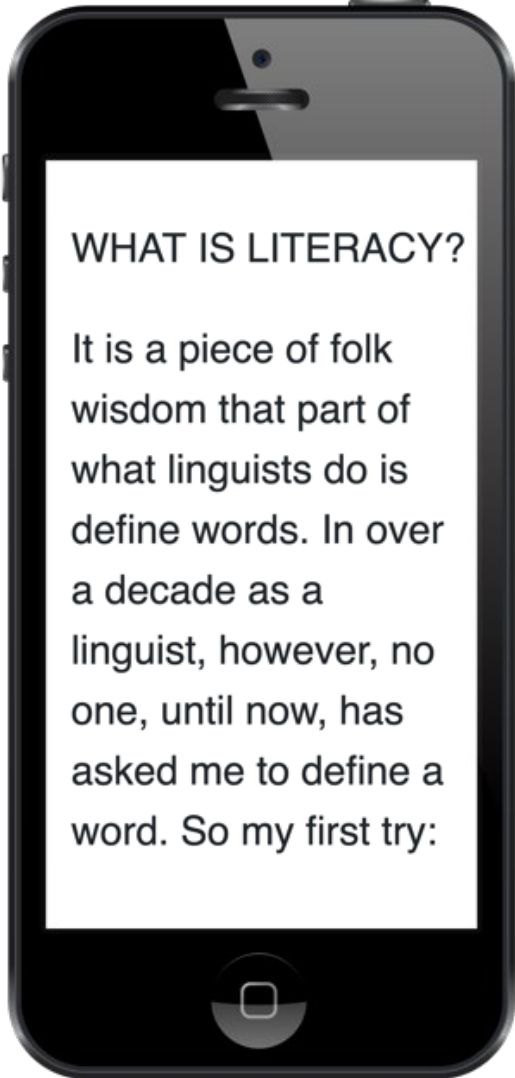 WHAT IS LITERACY?
It is a piece of folk
wisdom that part of
what linguists do is
define words. In over
a decade as a
linguist, however, no
one, until now, has
asked me to define a
word. So my first try: